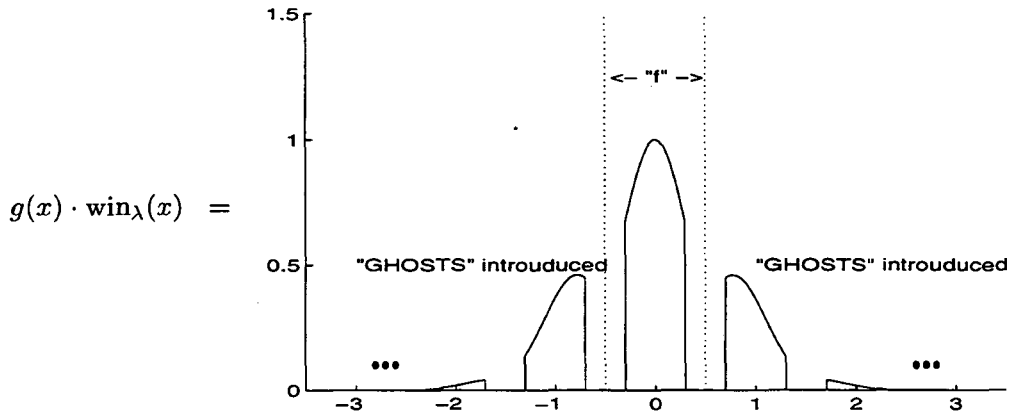 1.5
<– "f" –>
1
g(x) · win_λ(x) =
"GHOSTS" introuduced
0.5
"GHOSTS" introuduced
•••
•••
0
−3 −2 −1 0 1 2 3